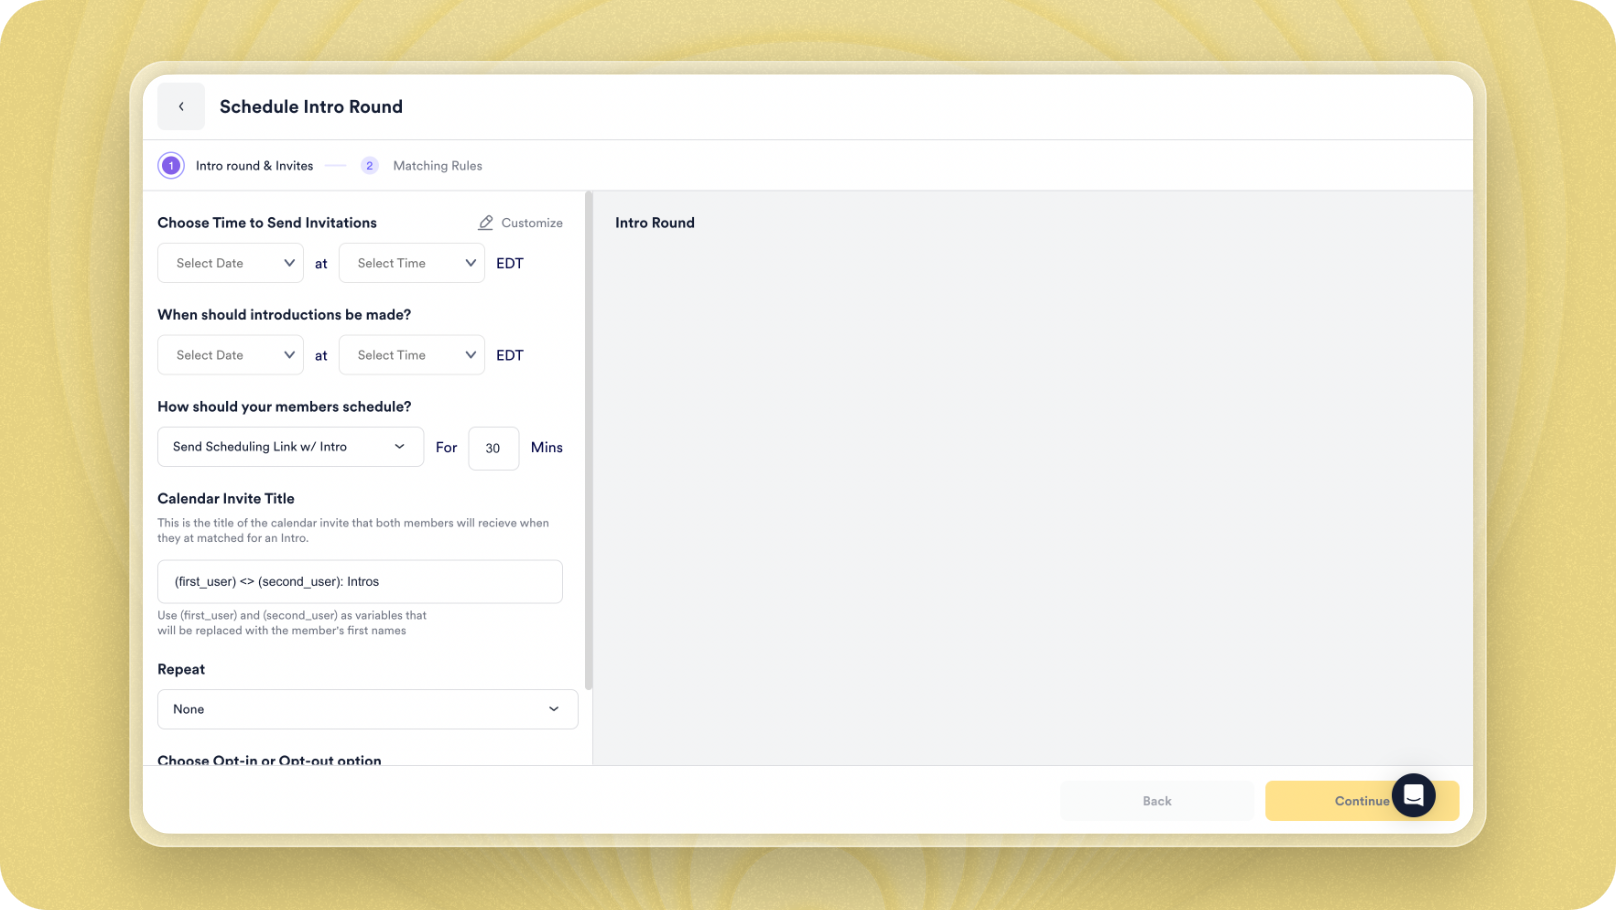 Schedule Intro Round
1 Intro round & Invites 2 Matching Rules
Choose Time to Send Invitations Customize
Select Date at Select Time EDT
When should introductions be made?
Select Date at Select Time EDT
How should your members schedule?
Send Scheduling Link w/ Intro For 30 Mins
Calendar Invite Title
This is the title of the calendar invite that both members will recieve when
they at matched for an Intro.
(first_user) <> (second_user): Intros
Use (first_user) and (second_user) as variables that
will be replaced with the member's first names
Repeat
None
Choose Opt-in or Opt-out option
Intro Round
Back Continue